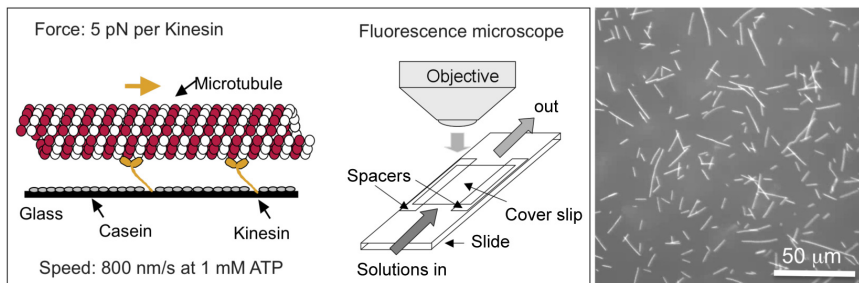 Force: 5 pN per Kinesin
Microtubule
Glass
Casein
Kinesin
Speed: 800 nm/s at 1 mM ATP
Fluorescence microscope
Objective
out
Spacers
Cover slip
Slide
Solutions in
50 μm